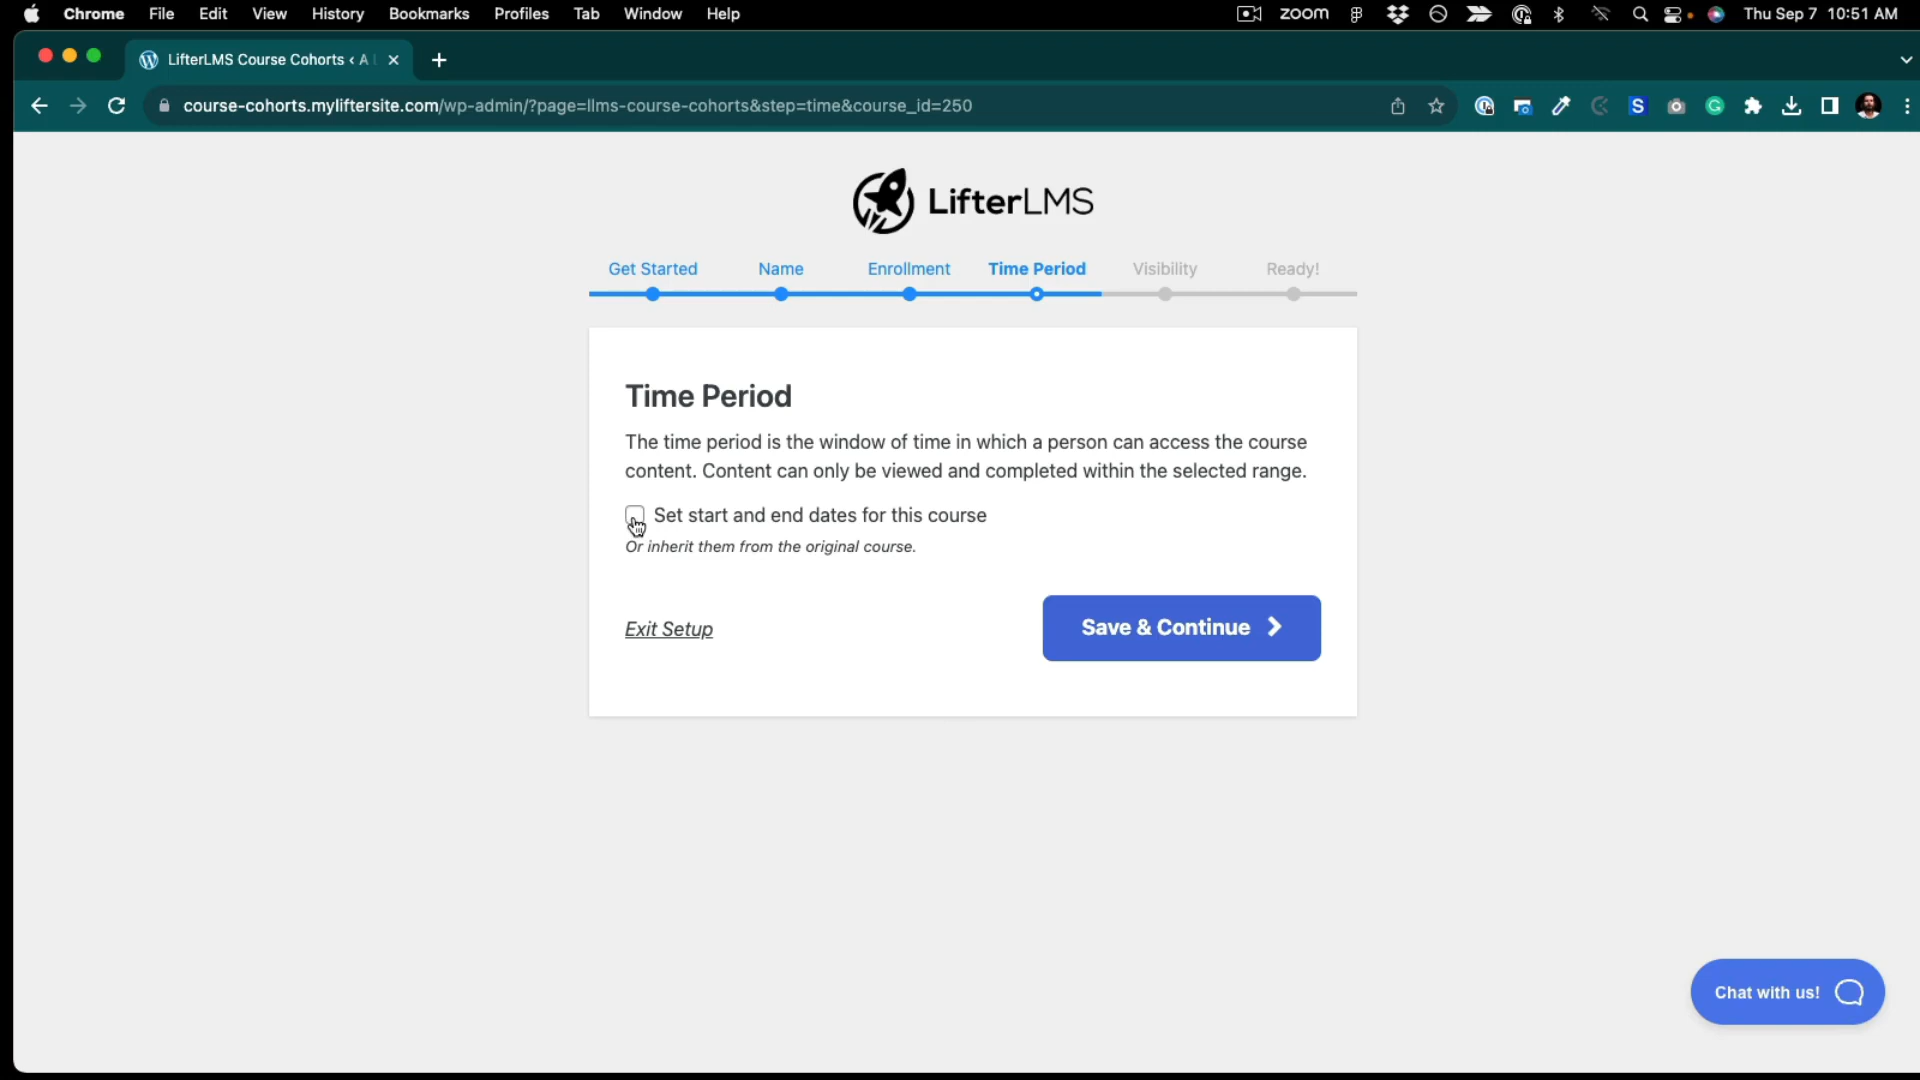 Chrome File Edit View History Bookmarks Profiles Tab Window Help zoom Thu Sep 7 10:51 AM
LifterLMS Course Cohorts ‹ A
course-cohorts.myliftersite.com/wp-admin/?page=llms-course-cohorts&step=time&course_id=250
LifterLMS
Get Started Name Enrollment Time Period Visibility Ready!
Time Period
The time period is the window of time in which a person can access the course
content. Content can only be viewed and completed within the selected range.
Set start and end dates for this course
Or inherit them from the original course.
Exit Setup Save & Continue
Chat with us!